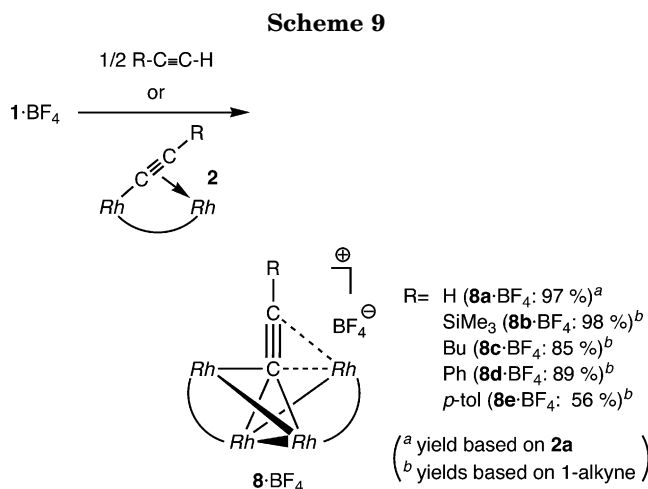 Scheme 9
1/2 R-C≡C-H
or
1·BF4
R
C≡C
2
Rh Rh
R
⊕
C
BF4⊖
Rh C Rh
Rh Rh
8·BF4
R= H (8a·BF4: 97 %)a
SiMe3 (8b·BF4: 98 %)b
Bu (8c·BF4: 85 %)b
Ph (8d·BF4: 89 %)b
p-tol (8e·BF4: 56 %)b
(a yield based on 2a
b yields based on 1-alkyne)